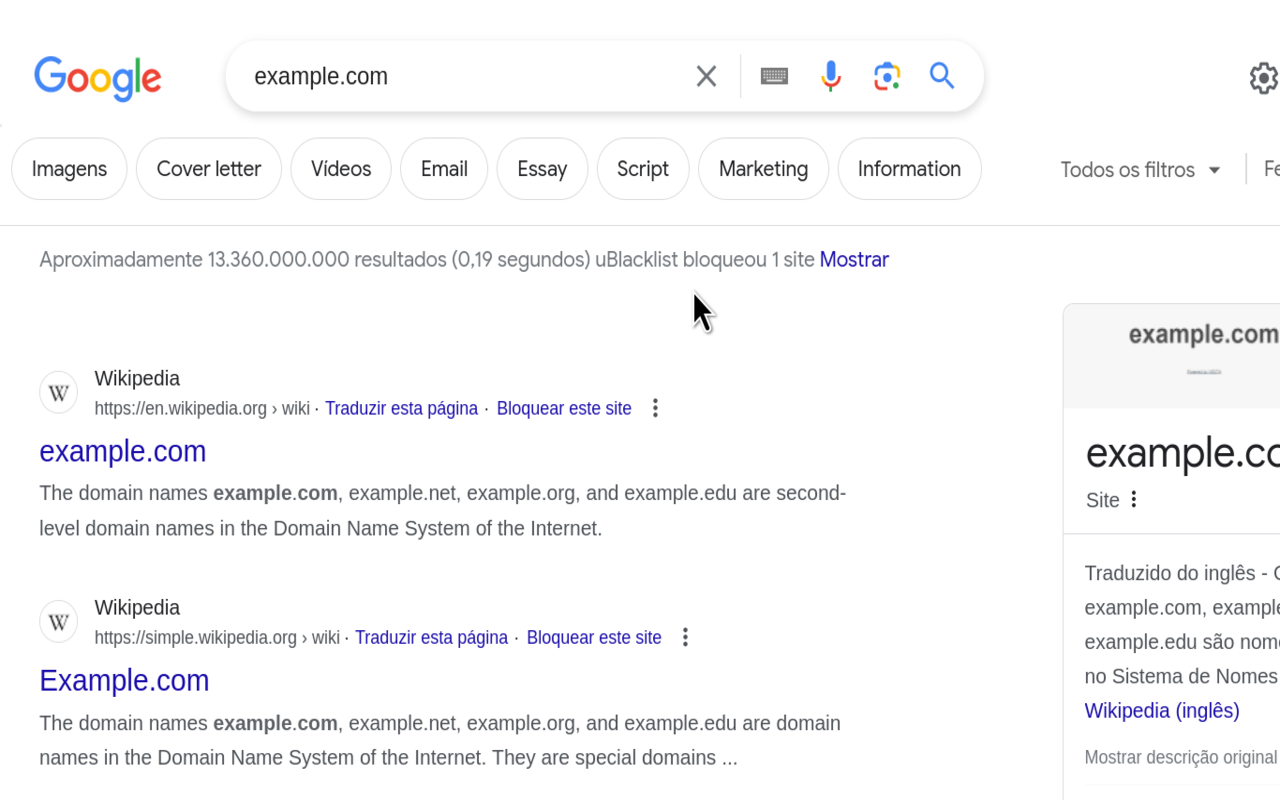 Google
example.com
Imagens
Cover letter
Vídeos
Email
Essay
Script
Marketing
Information
Todos os filtros
Fe
Aproximadamente 13.360.000.000 resultados (0,19 segundos) uBlacklist bloqueou 1 site Mostrar
W
Wikipedia
https://en.wikipedia.org › wiki · Traduzir esta página · Bloquear este site
example.com
The domain names example.com, example.net, example.org, and example.edu are second-
level domain names in the Domain Name System of the Internet.
W
Wikipedia
https://simple.wikipedia.org › wiki · Traduzir esta página · Bloquear este site
Example.com
The domain names example.com, example.net, example.org, and example.edu are domain
names in the Domain Name System of the Internet. They are special domains ...
example.com
example.co
Site
Traduzido do inglês -
example.com, example
example.edu são nome
no Sistema de Nomes
Wikipedia (inglês)
Mostrar descrição original